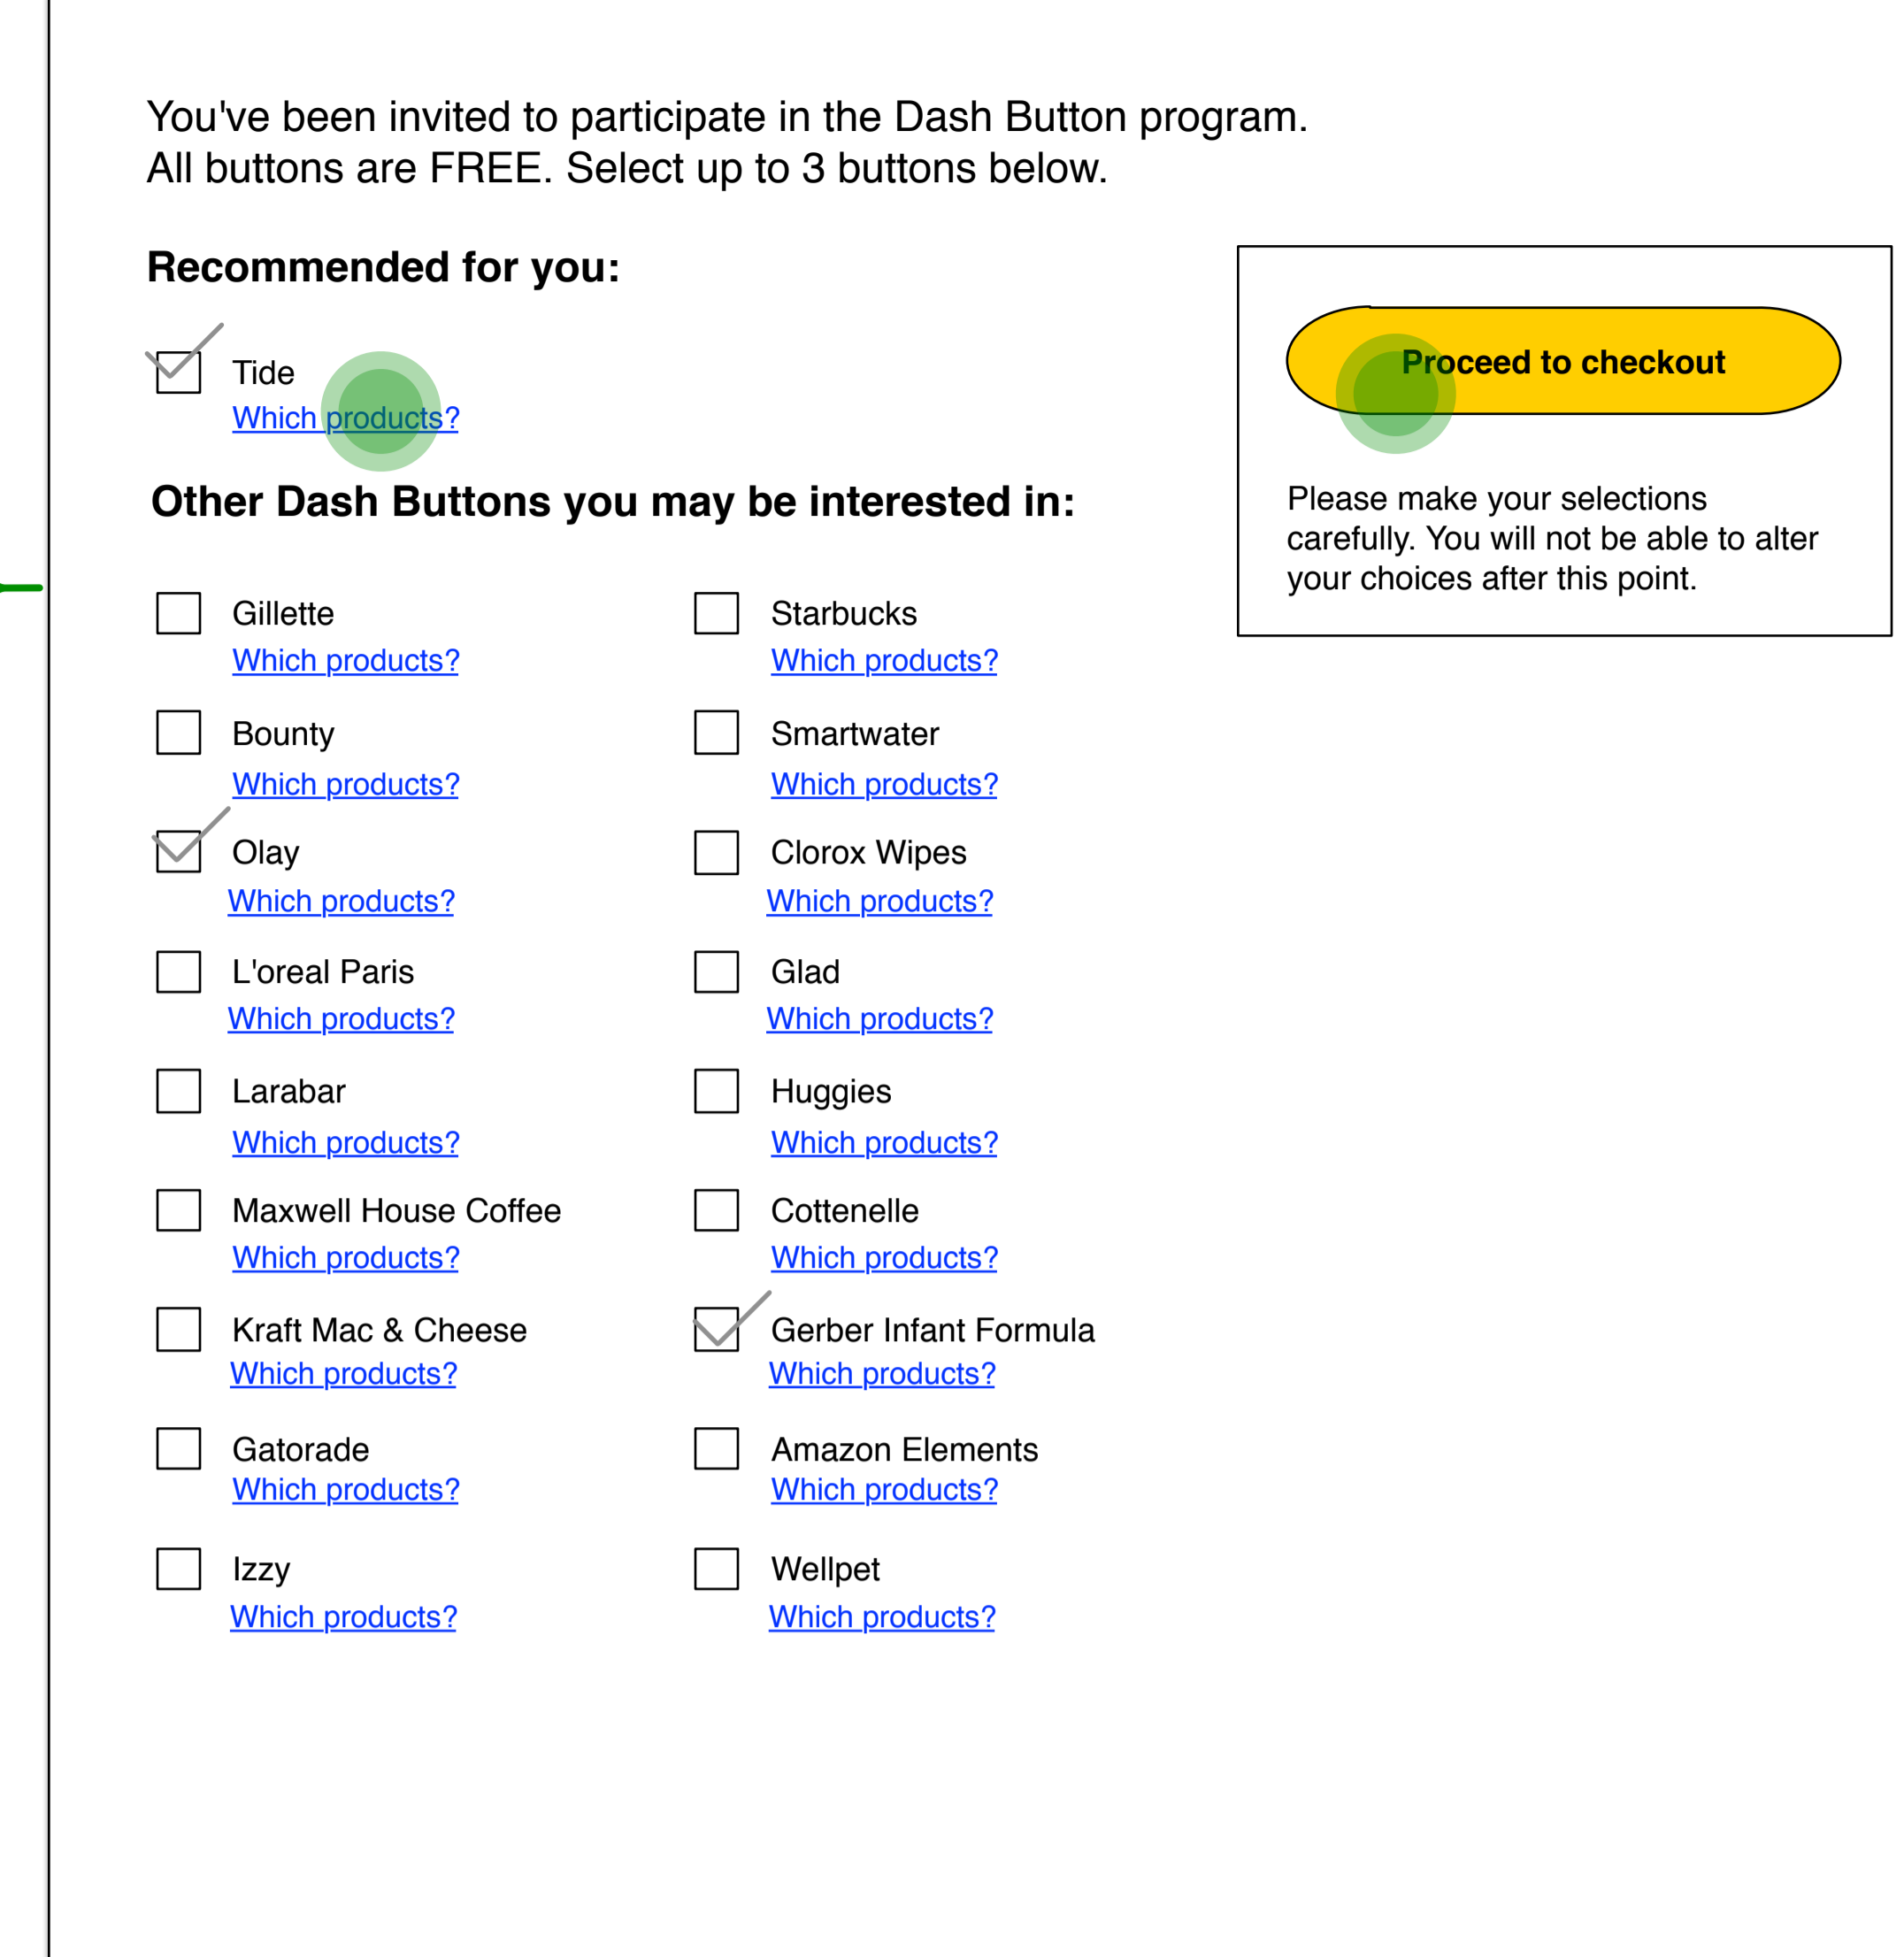 You've been invited to participate in the Dash Button program.
All buttons are FREE. Select up to 3 buttons below.
Recommended for you:
Tide
Which products?
Proceed to checkout
Please make your selections
carefully. You will not be able to alter
your choices after this point.
Other Dash Buttons you may be interested in:
Gillette
Which products?
Bounty
Which products?
Olay
Which products?
L'oreal Paris
Which products?
Larabar
Which products?
Maxwell House Coffee
Which products?
Kraft Mac & Cheese
Which products?
Gatorade
Which products?
Izzy
Which products?
Starbucks
Which products?
Smartwater
Which products?
Clorox Wipes
Which products?
Glad
Which products?
Huggies
Which products?
Cottenelle
Which products?
Gerber Infant Formula
Which products?
Amazon Elements
Which products?
Wellpet
Which products?